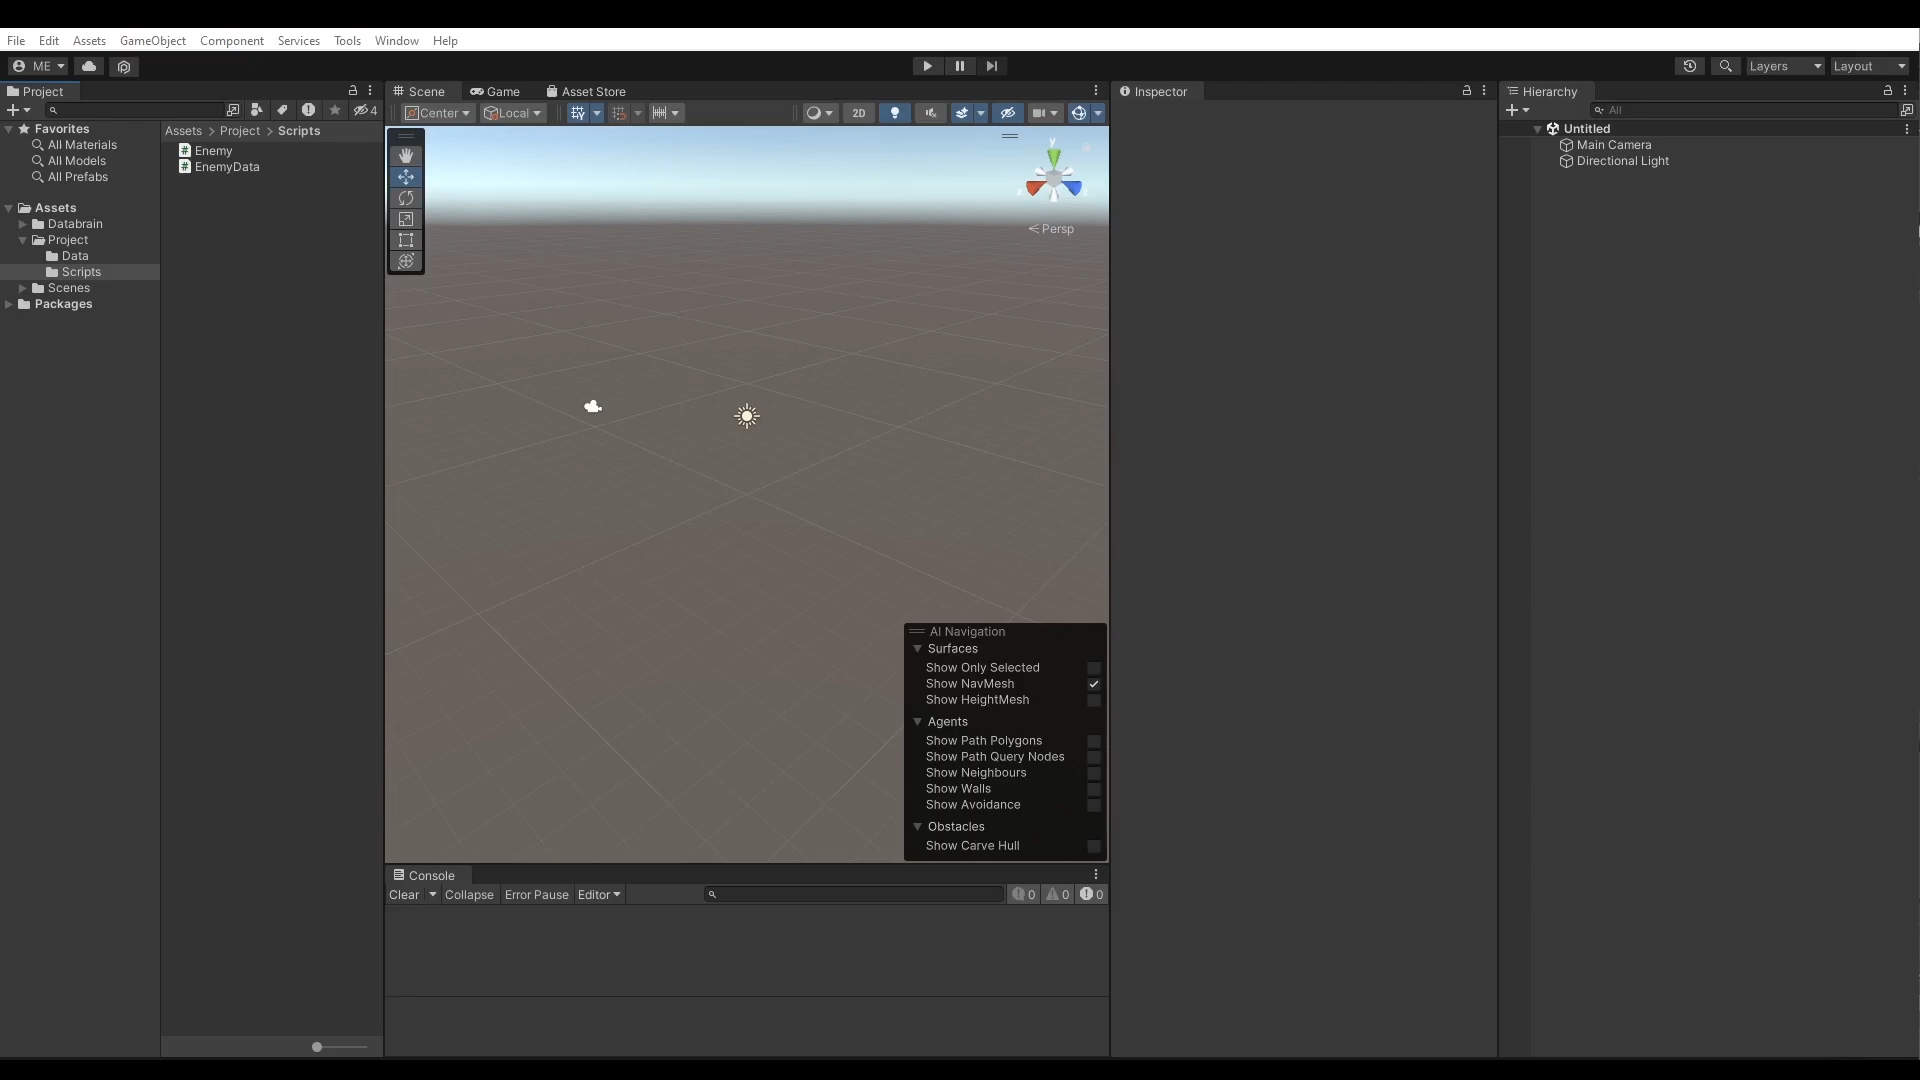 File Edit Assets GameObject Component Services Tools Window Help
ME Layers Layout
Project
4
Favorites
All Materials
All Models
All Prefabs
Assets
Databrain
Project
Data
Scripts
Scenes
Packages
Assets > Project > Scripts
Enemy
EnemyData
Scene Game Asset Store
Center Local 2D
y
Persp
AI Navigation
Surfaces
Show Only Selected
Show NavMesh
Show HeightMesh
Agents
Show Path Polygons
Show Path Query Nodes
Show Neighbours
Show Walls
Show Avoidance
Obstacles
Show Carve Hull
Console
Clear Collapse Error Pause Editor 0 0 0
Inspector
Hierarchy
All
Untitled
Main Camera
Directional Light